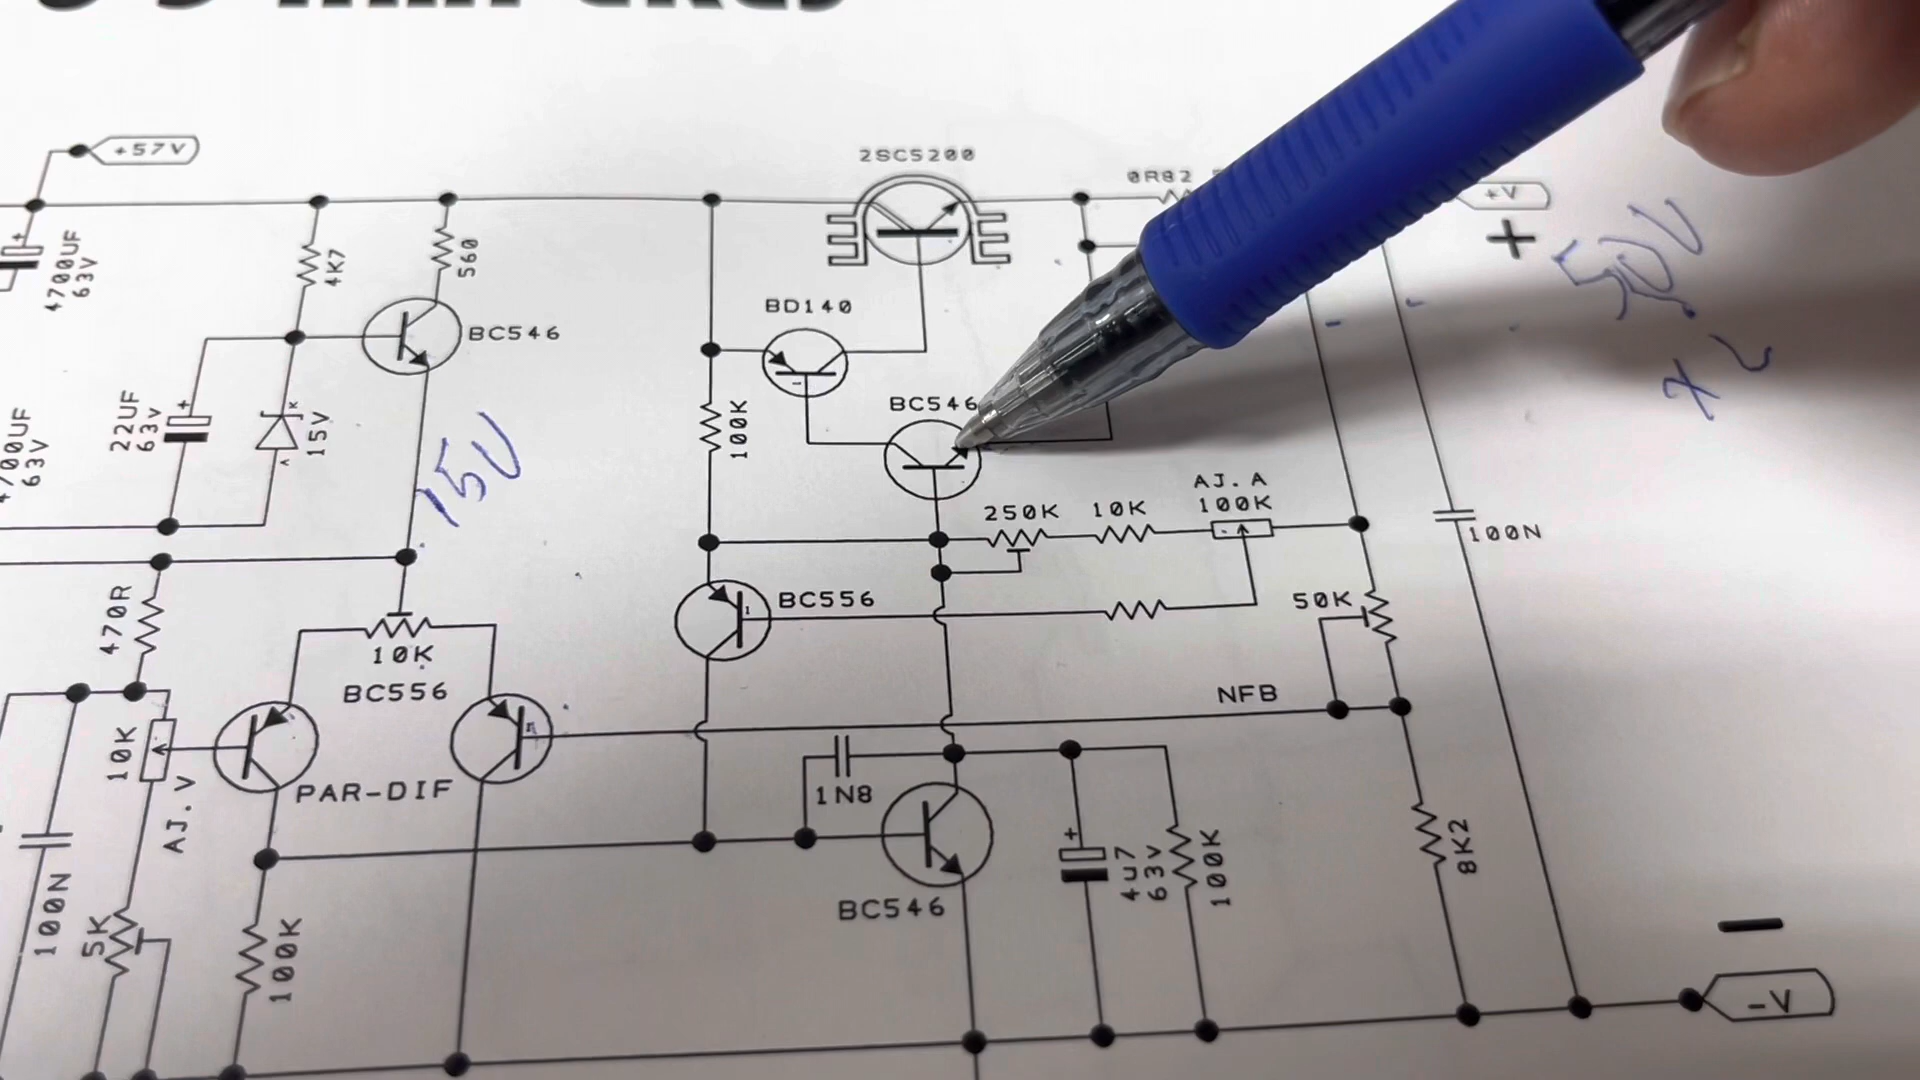 +57V
2SC5200
0R82
+V
+
50V
4700UF
63V
4K7
560
BD140
BC546
BC546
22UF
63V
K
15V
A
15V
63V
100K
AJ.A
250K
10K
100K
100N
470R
BC556
50K
10K
BC556
NFB
10K
AJ.V
PAR-DIF
1N8
100N
5K
100K
BC546
4u7
63V
100K
8K2
-
-V